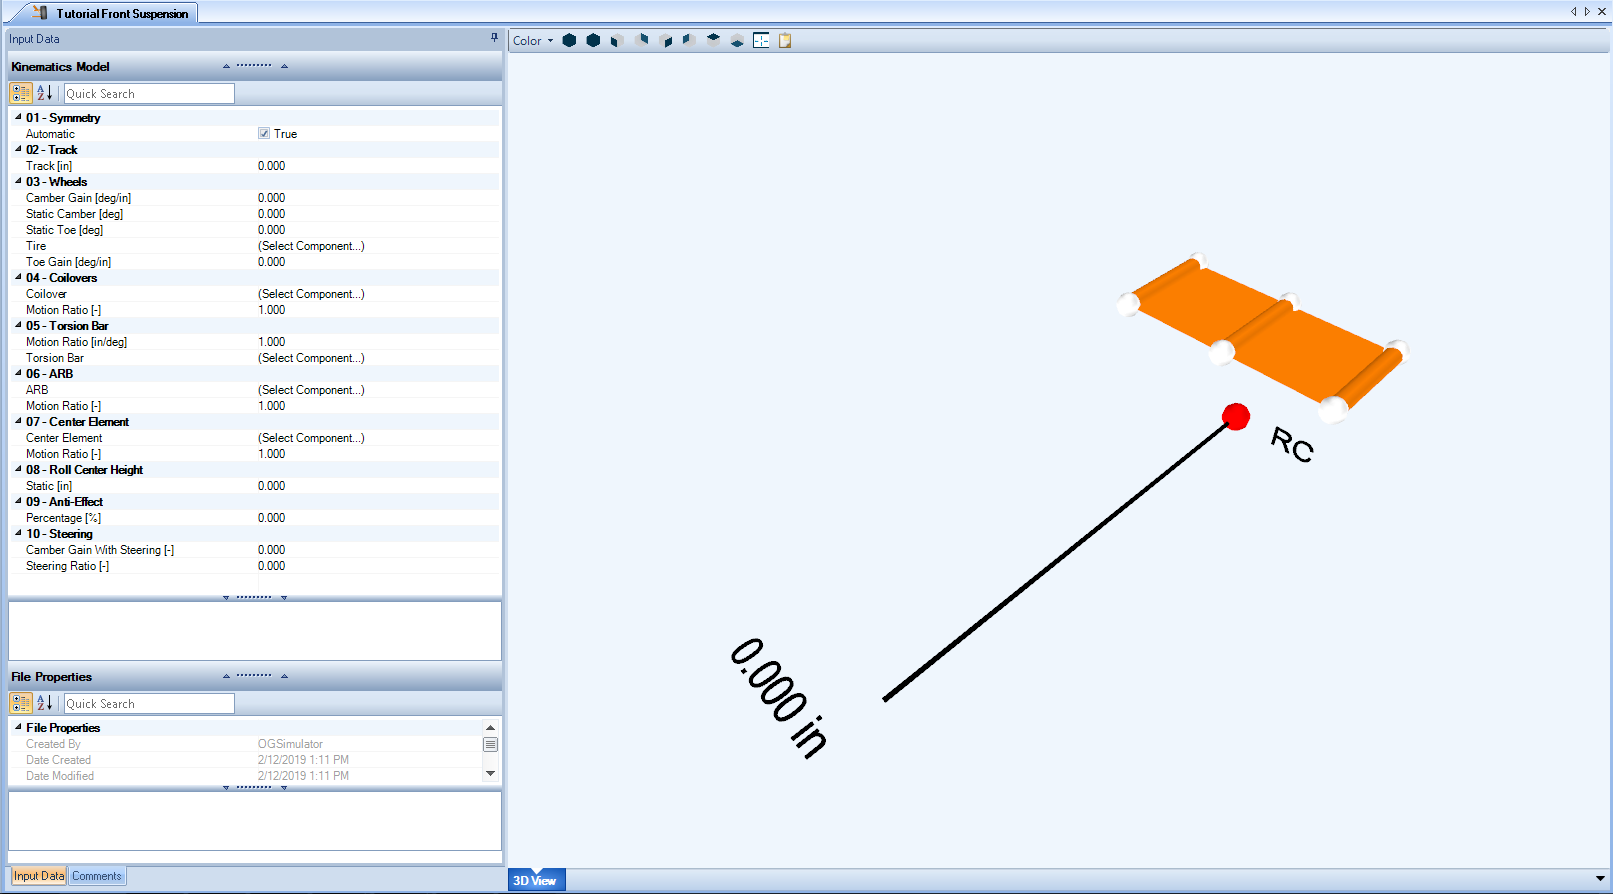 Tutorial Front Suspension
Input Data
Kinematics Model
Quick Search
01 - Symmetry
Automatic True
02 - Track
Track [in] 0.000
03 - Wheels
Camber Gain [deg/in] 0.000
Static Camber [deg] 0.000
Static Toe [deg] 0.000
Tire (Select Component...)
Toe Gain [deg/in] 0.000
04 - Coilovers
Coilover (Select Component...)
Motion Ratio [-] 1.000
05 - Torsion Bar
Motion Ratio [in/deg] 1.000
Torsion Bar (Select Component...)
06 - ARB
ARB (Select Component...)
Motion Ratio [-] 1.000
07 - Center Element
Center Element (Select Component...)
Motion Ratio [-] 1.000
08 - Roll Center Height
Static [in] 0.000
09 - Anti-Effect
Percentage [%] 0.000
10 - Steering
Camber Gain With Steering [-] 0.000
Steering Ratio [-] 0.000
File Properties
Quick Search
File Properties
Created By OGSimulator
Date Created 2/12/2019 1:11 PM
Date Modified 2/12/2019 1:11 PM
Input Data Comments
Color
RC
0.000 in
3D View